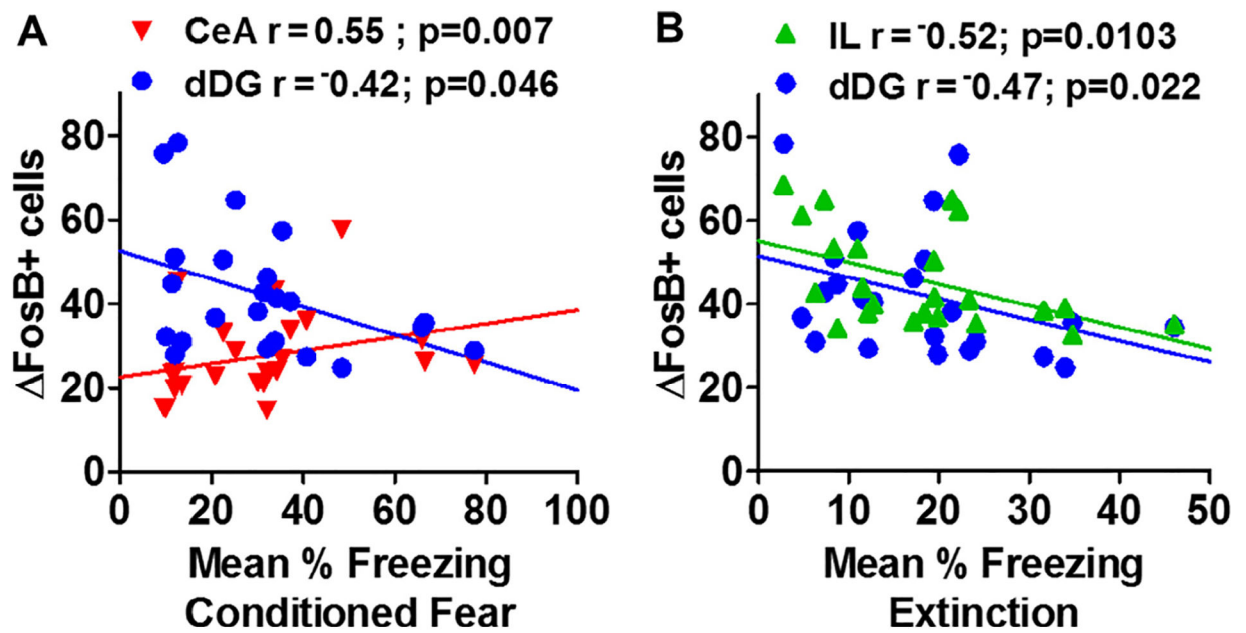 A
CeA r=0.55 ; p=0.007
dDG r=-0.42; p=0.046
ΔFosB+ cells
80
60
40
20
0
0 20 40 60 80 100
Mean % Freezing
Conditioned Fear
B
IL r=-0.52; p=0.0103
dDG r=-0.47; p=0.022
ΔFosB+ cells
80
60
40
20
0
0 10 20 30 40 50
Mean % Freezing
Extinction